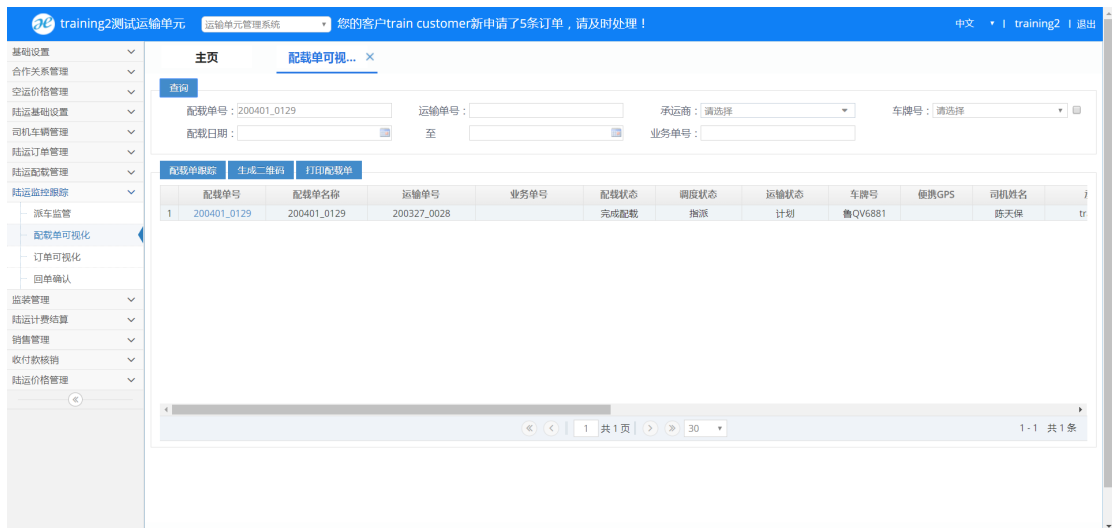 training2测试运输单元 运输单元管理系统 您的客户train customer新申请了5条订单，请及时处理！ 中文 | training2 | 退出
基础设置
合作关系管理
空运价格管理
陆运基础设置
司机车辆管理
陆运订单管理
陆运配载管理
陆运监控跟踪
派车监管
配载单可视化
订单可视化
回单确认
监装管理
陆运计费结算
销售管理
收付款核销
陆运价格管理
主页 配载单可视... ×
查询
配载单号：200401_0129 运输单号： 承运商：请选择 车牌号：请选择
配载日期： 至 业务单号：
配载单跟踪 生成二维码 打印配载单
配载单号 配载单名称 运输单号 业务单号 配载状态 调度状态 运输状态 车牌号 便携GPS 司机姓名
1 200401_0129 200401_0129 200327_0028 完成配载 指派 计划 鲁QV6881 陈天保 tr
1 共1页 30 1-1 共1条